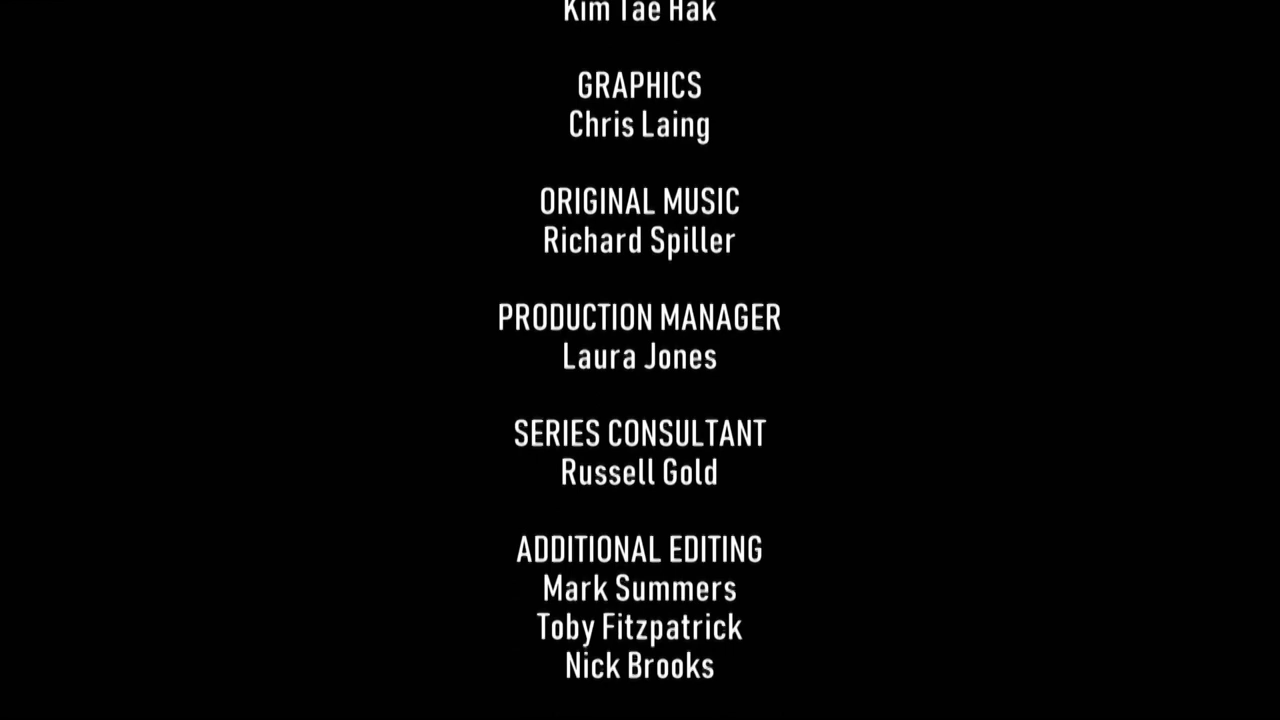 Kim Tae Hak
GRAPHICS
Chris Laing
ORIGINAL MUSIC
Richard Spiller
PRODUCTION MANAGER
Laura Jones
SERIES CONSULTANT
Russell Gold
ADDITIONAL EDITING
Mark Summers
Toby Fitzpatrick
Nick Brooks